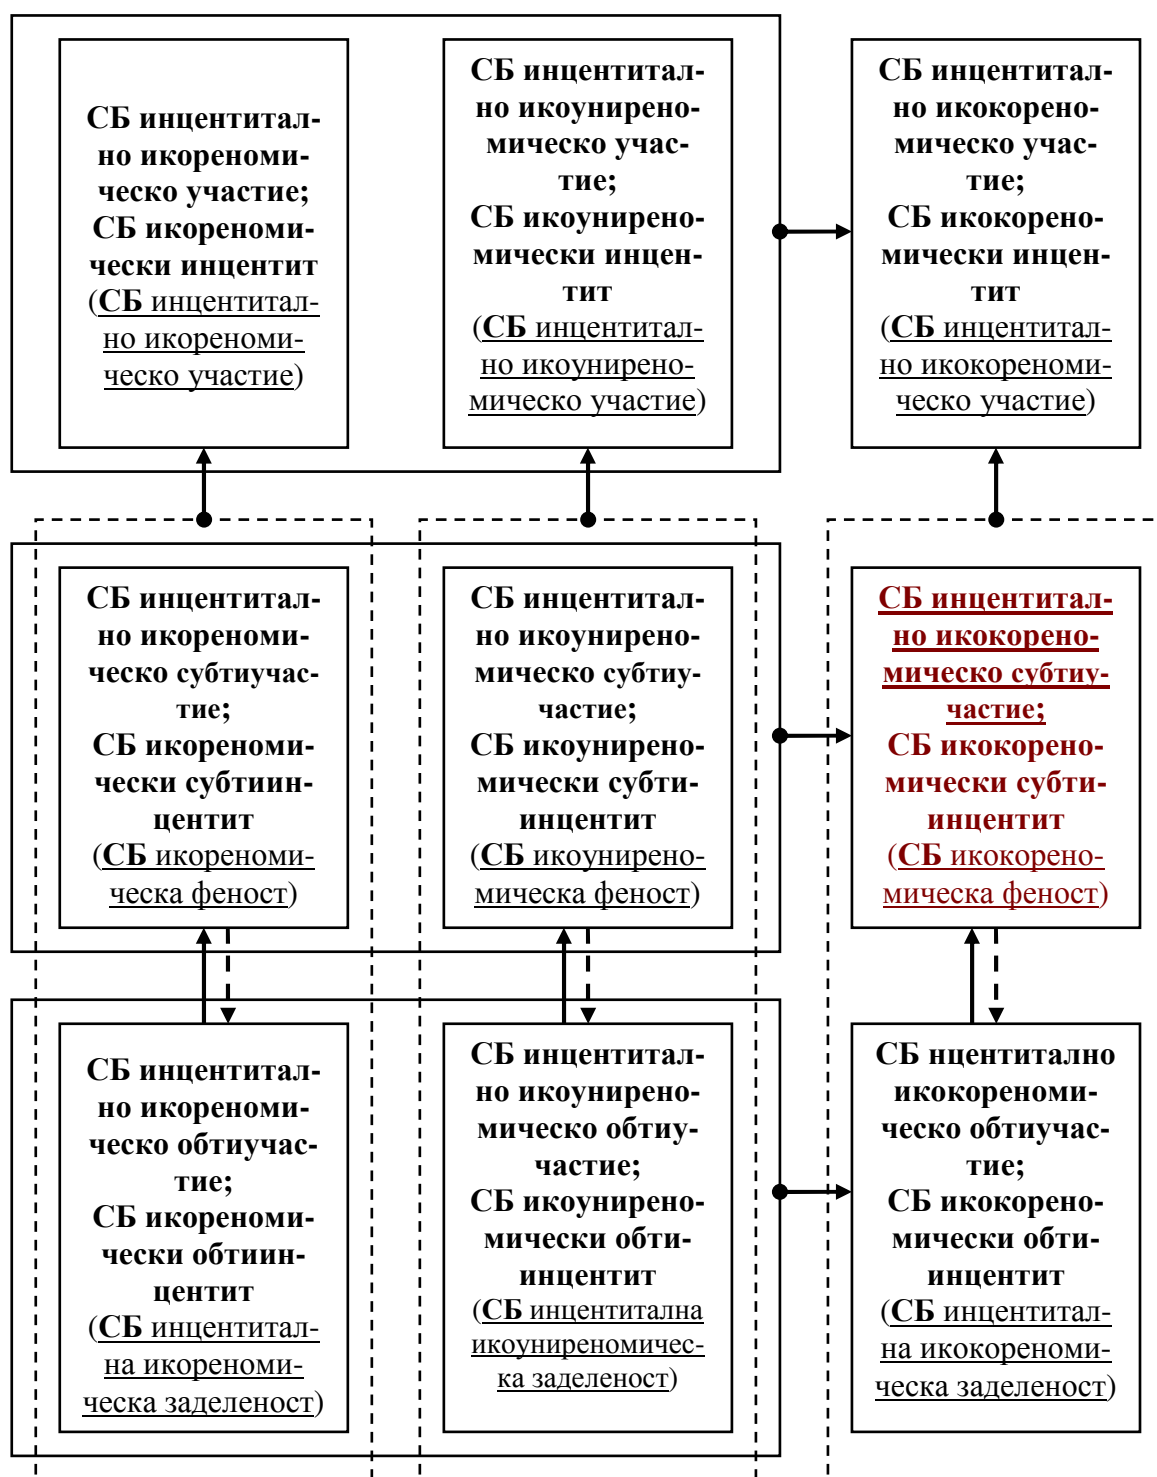 СБ инцентитал-
но икореноми-
ческо участие;
СБ икореноми-
чески инцентит
(СБ инцентитал-
но икореноми-
ческо участие)
СБ инцентитал-
но икоунирено-
мическо учас-
тие;
СБ икоунирено-
мически инцен-
тит
(СБ инцентитал-
но икоунирено-
мическо участие)
СБ инцентитал-
но икокорено-
мическо учас-
тие;
СБ икокорено-
мически инцен-
тит
(СБ инцентитал-
но икокореноми-
ческо участие)
СБ инцентитал-
но икореноми-
ческо субтиучас-
тие;
СБ икореноми-
чески субтиин-
центит
(СБ икореноми-
ческа феност)
СБ инцентитал-
но икоунирено-
мическо субтиу-
частие;
СБ икоунирено-
мически субти-
инцентит
(СБ икоунирено-
мическа феност)
СБ инцентитал-
но икокорено-
мическо субтиу-
частие;
СБ икокорено-
мически субти-
инцентит
(СБ икокорено-
мическа феност)
СБ инцентитал-
но икореноми-
ческо обтиучас-
тие;
СБ икореноми-
чески обтиин-
центит
(СБ инцентитал-
на икореноми-
ческа заделеност)
СБ инцентитал-
но икоунирено-
мическо обтиу-
частие;
СБ икоунирено-
мически обти-
инцентит
(СБ инцентитална
икоуниреномичес-
ка заделеност)
СБ нцентитално
икокореноми-
ческо обтиучас-
тие;
СБ икокорено-
мически обти-
инцентит
(СБ инцентитал-
на икокореноми-
ческа заделеност)